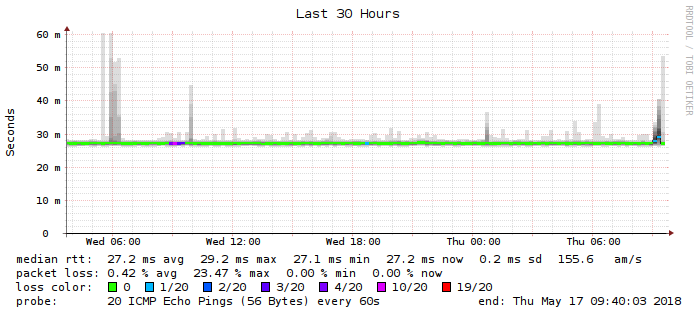 Last 30 Hours
RRDTOOL / TOBI OETIKER
Seconds
60 m
50 m
40 m
30 m
20 m
10 m
0
Wed 06:00 Wed 12:00 Wed 18:00 Thu 00:00 Thu 06:00
median rtt: 27.2 ms avg 29.2 ms max 27.1 ms min 27.2 ms now 0.2 ms sd 155.6 am/s
packet loss: 0.42 % avg 23.47 % max 0.00 % min 0.00 % now
loss color: 0 1/20 2/20 3/20 4/20 10/20 19/20
probe: 20 ICMP Echo Pings (56 Bytes) every 60s end: Thu May 17 09:40:03 2018